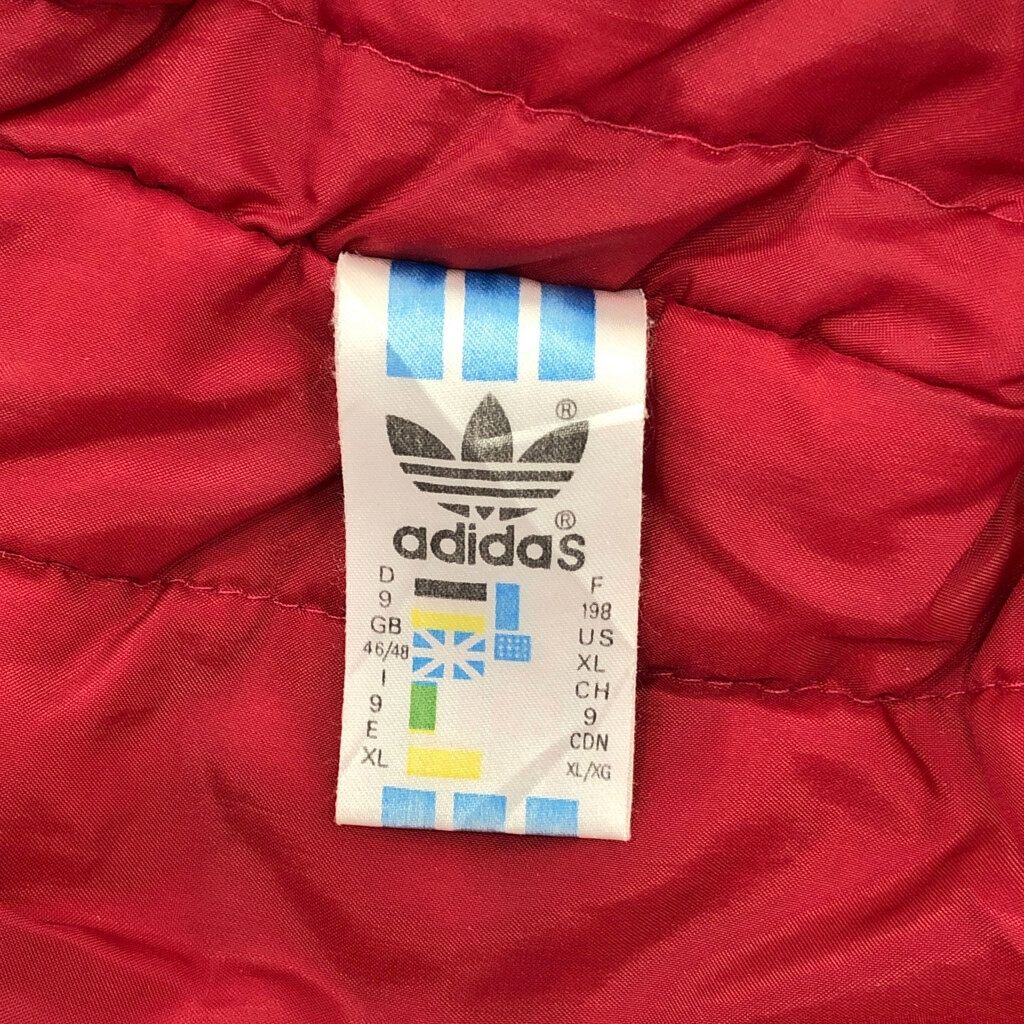 ®
®
adidas
D
9
GB
46/48
I
9
E
XL
F
198
US
XL
CH
9
CDN
XL/XG